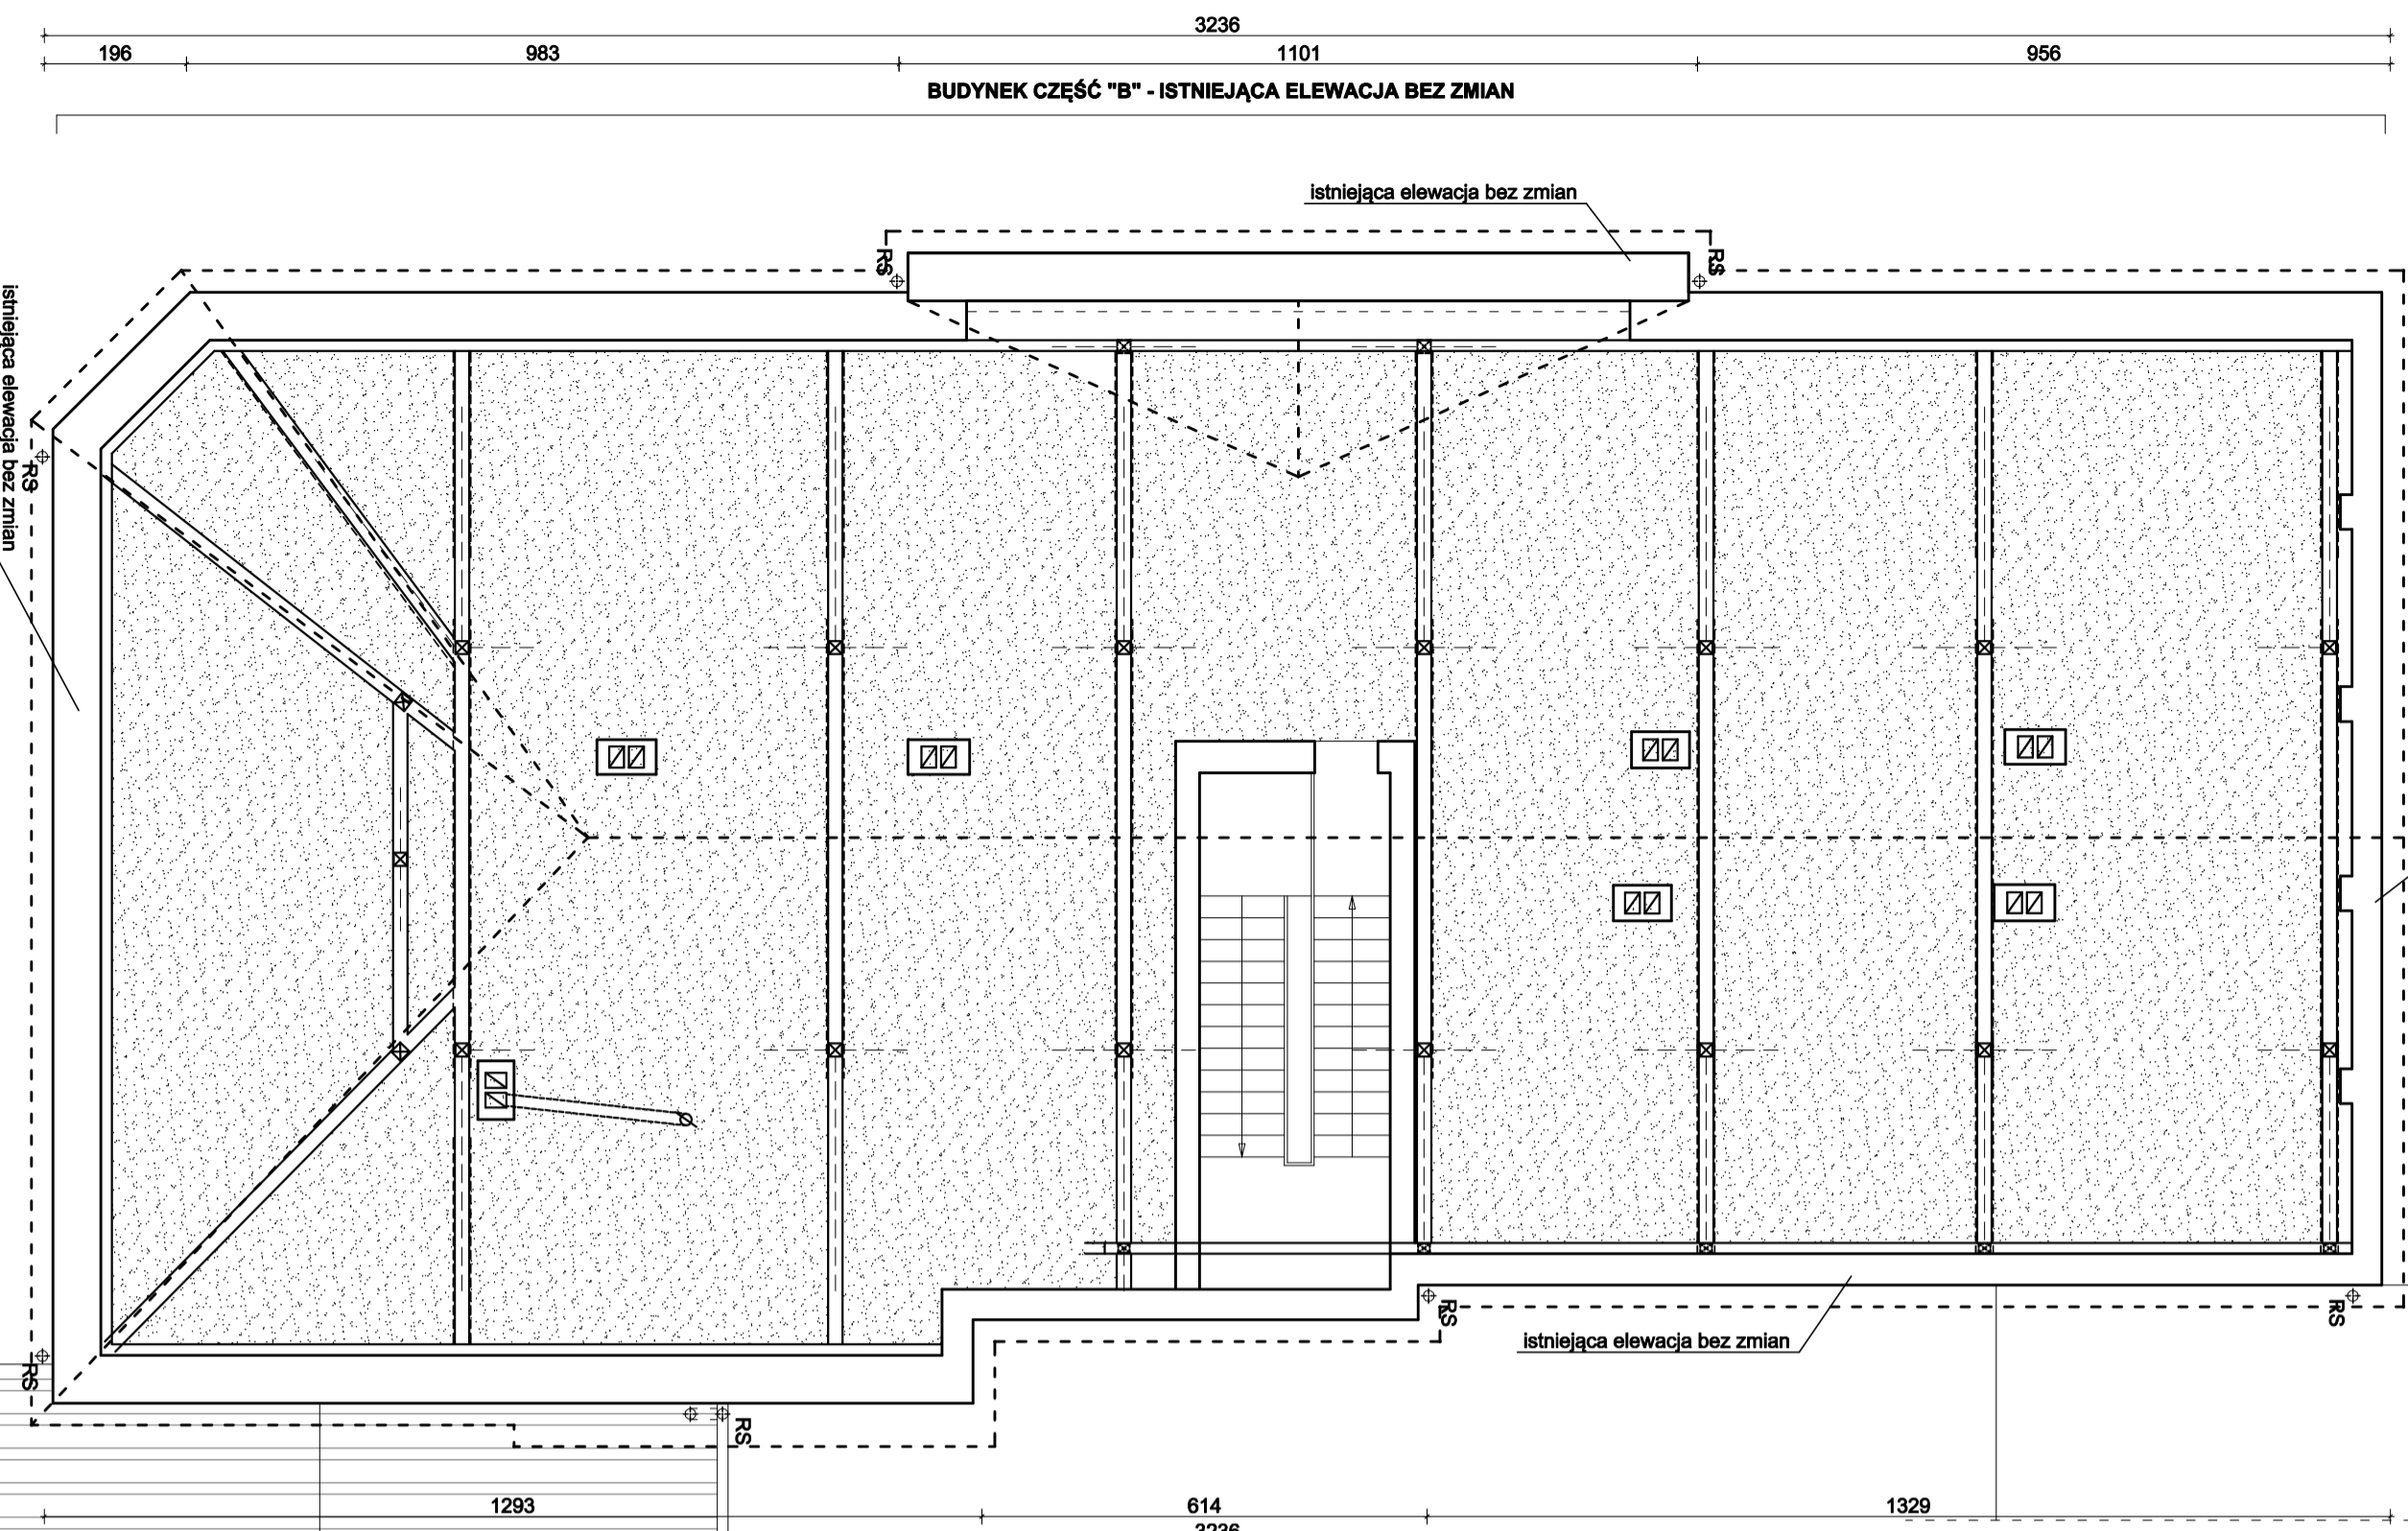 3236
196 983 1101 956
BUDYNEK CZĘŚĆ "B" - ISTNIEJĄCA ELEWACJA BEZ ZMIAN
istniejąca elewacja bez zmian
RS RS
istniejąca elewacja bez zmian
RS
RS RS
istniejąca elewacja bez zmian
RS
RS
1293 614 1329
3236